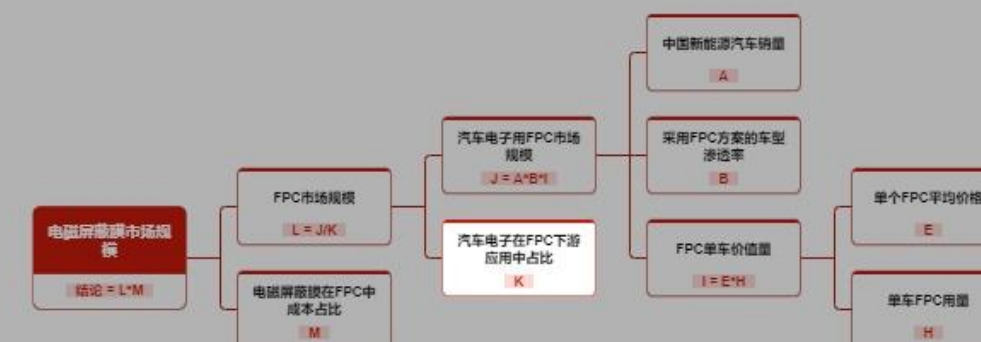 电磁屏蔽膜市场规
模
结论 = L*M
FPC市场规模
L = J/K
电磁屏蔽膜在FPC中
成本占比
M
汽车电子用FPC市场
规模
J = A*B*I
汽车电子在FPC下游
应用中占比
K
中国新能源汽车销量
A
采用FPC方案的车型
渗透率
B
FPC单车价值量
I = E*H
单个FPC平均价格
E
单车FPC用量
H